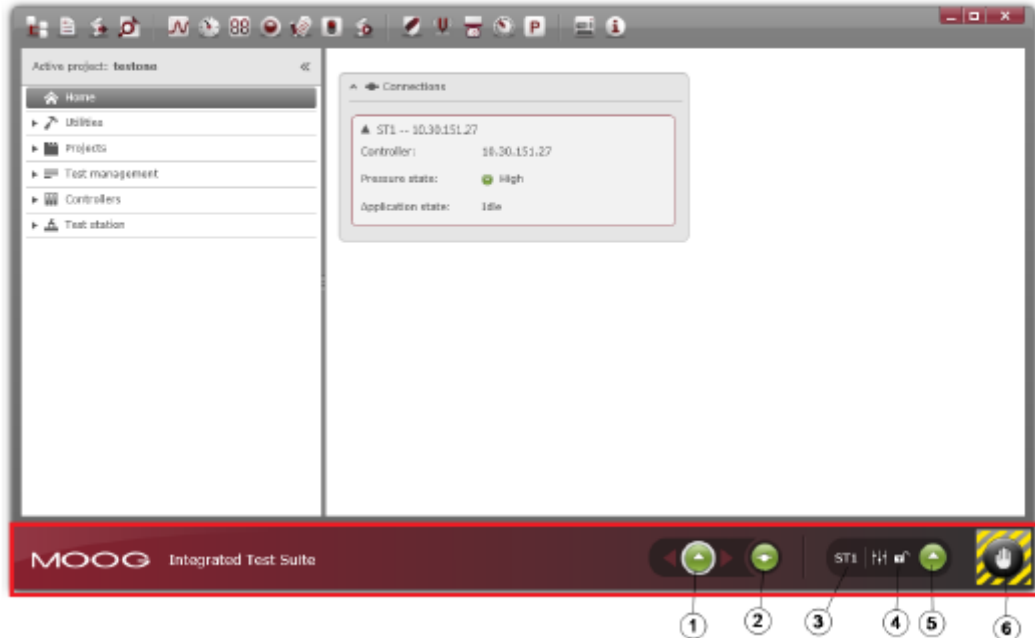 88
P
Active project: testone
Home
Utilities
Projects
Test management
Controllers
Test station
Connections
ST1 -- 10.30.151.27
Controller: 10.30.151.27
Pressure state: High
Application state: Idle
MOOG Integrated Test Suite
ST1
1 2 3 4 5 6